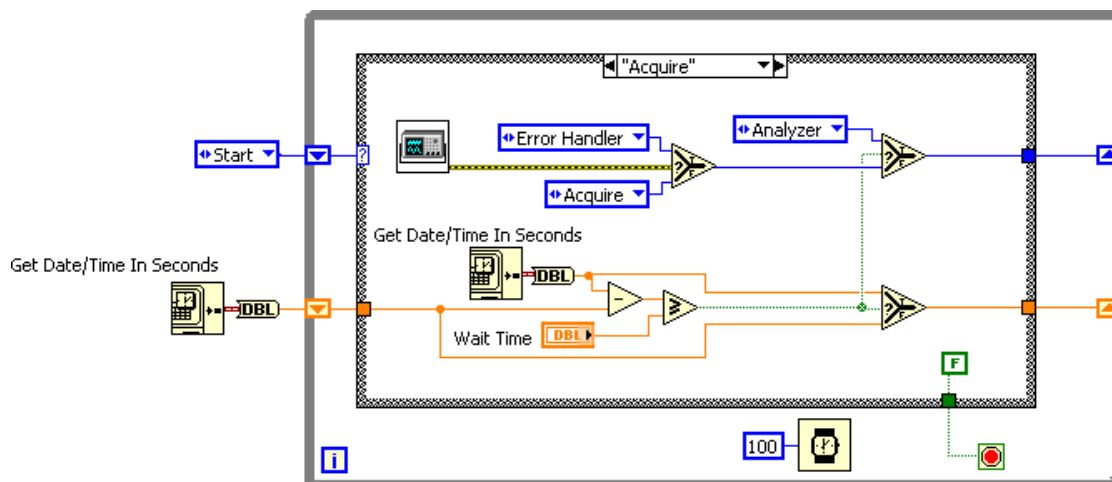 "Acquire"
Error Handler
Analyzer
Start
?
T
?
F
T
?
F
Acquire
Get Date/Time In Seconds
Get Date/Time In Seconds
DBL
DBL
T
?
F
Wait Time
DBL
F
100
i